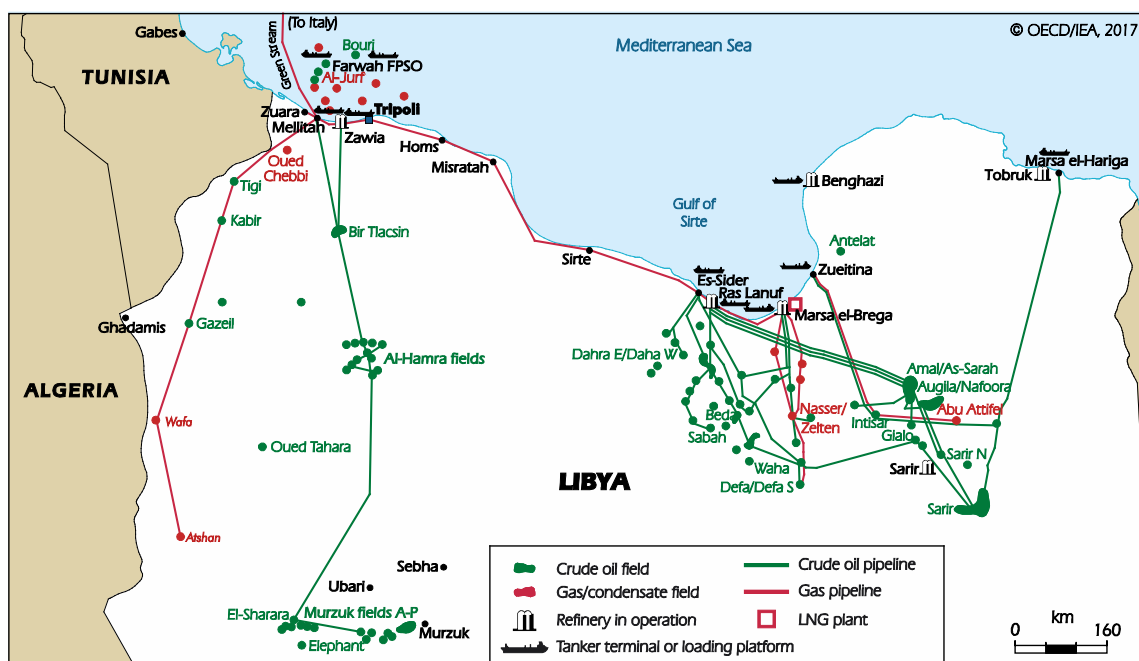 Gabes
(To Italy)
Green Stream
Bouri
Mediterranean Sea
© OECD/IEA, 2017
TUNISIA
Farwah FPSO
Al-Jurf
Zuara
Mellitah
Tripoli
Zawia
Homs
Misratah
Oued
Chebbi
Tigi
Kabir
Bir Tlacsin
Gulf of
Sirte
Benghazi
Marsa el-Hariga
Tobruk
Antelat
Sirte
Es-Sider
Zueitina
Ras Lanuf
Marsa el-Brega
Ghadamis
Gazeil
Al-Hamra fields
Dahra E/Daha W
Amal/As-Sarah
Augila/Nafoora
ALGERIA
Wafa
Beda
Sabah
Nasser/
Zelten
Intisar
Abu Attifel
Gialo
Oued Tahara
Sarir N
Sarir
Waha
Defa/Defa S
LIBYA
Sarir
Atshan
Sebha
Ubari
El-Sharara
Murzuk fields A-P
Murzuk
Elephant
Crude oil field
Gas/condensate field
Refinery in operation
Tanker terminal or loading platform
Crude oil pipeline
Gas pipeline
LNG plant
km
0 160